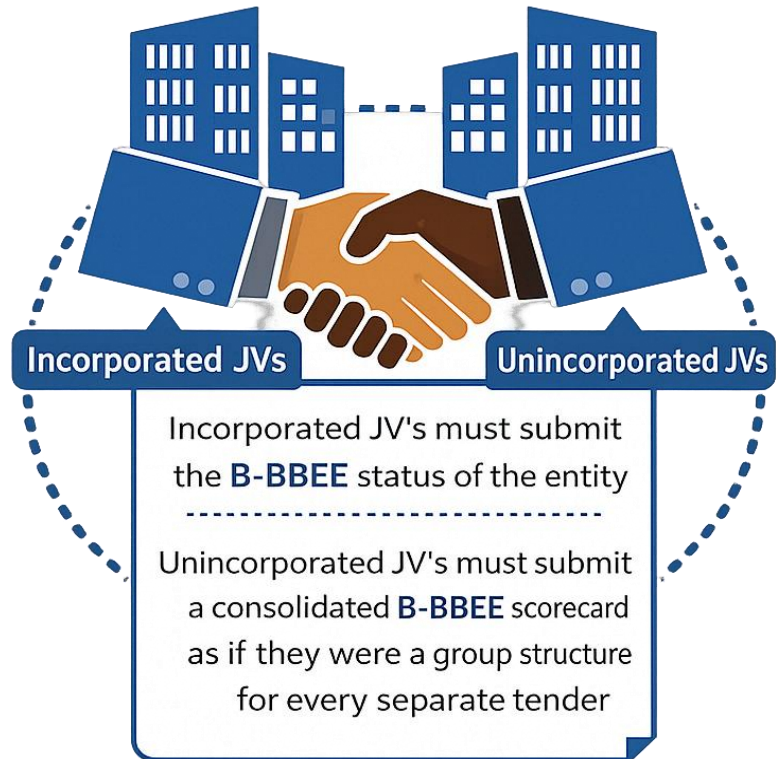 Incorporated JVs
Unincorporated JVs
Incorporated JV's must submit
the B-BBEE status of the entity
Unincorporated JV's must submit
a consolidated B-BBEE scorecard
as if they were a group structure
for every separate tender